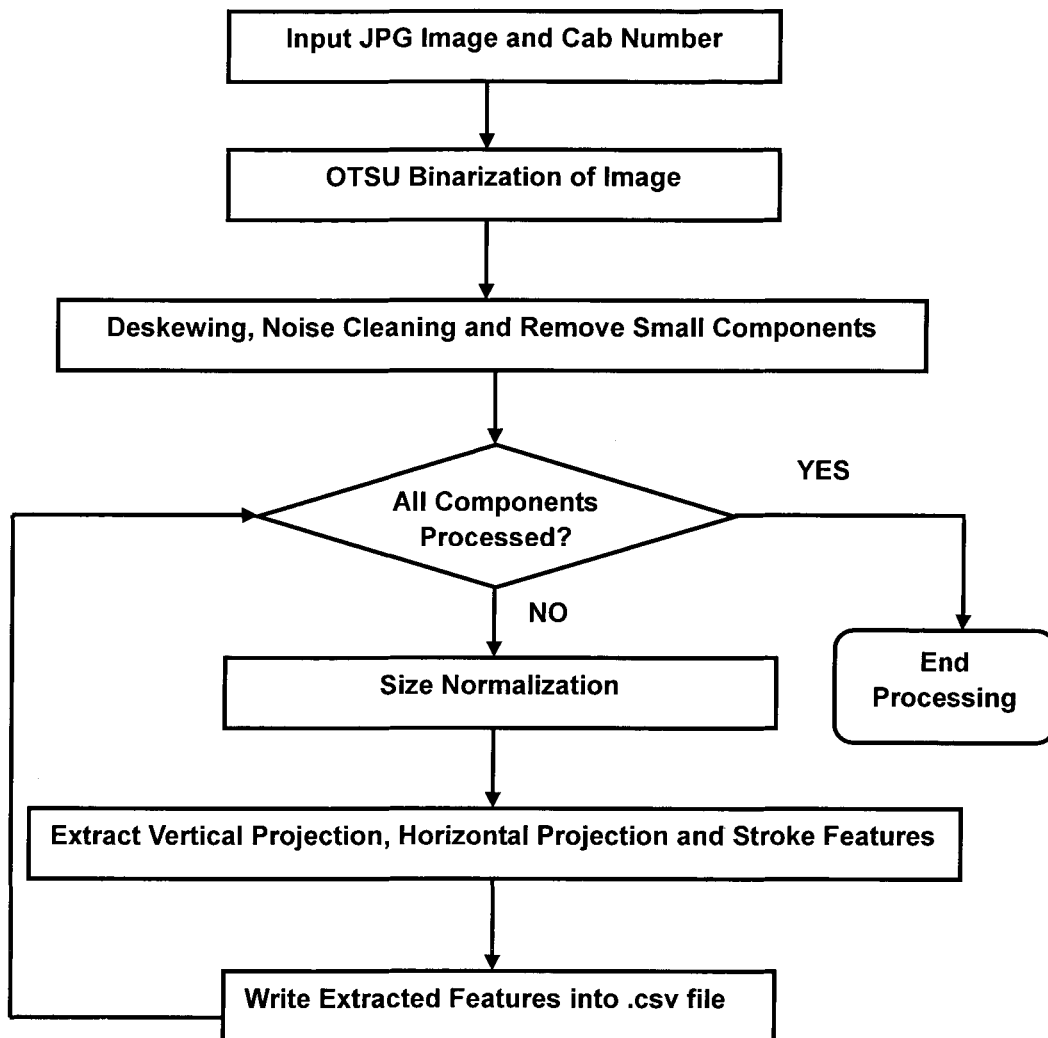 Input JPG Image and Cab Number
OTSU Binarization of Image
Deskewing, Noise Cleaning and Remove Small Components
All Components
Processed?
YES
NO
End
Processing
Size Normalization
Extract Vertical Projection, Horizontal Projection and Stroke Features
Write Extracted Features into .csv file